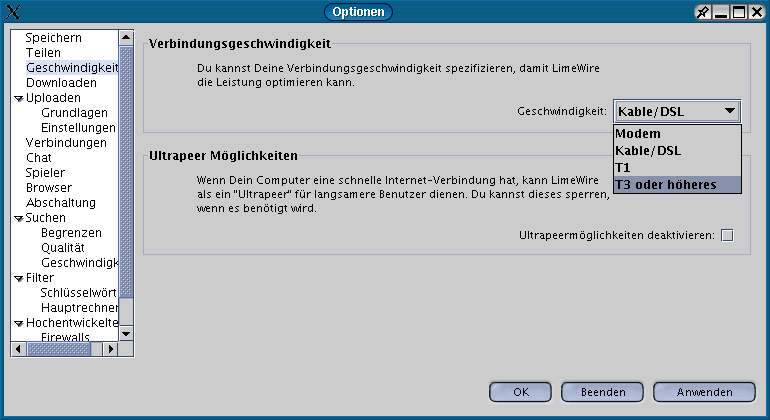 Optionen
Speichern
Teilen
Geschwindigkeit
Downloaden
Uploaden
Grundlagen
Einstellungen
Verbindungen
Chat
Spieler
Browser
Abschaltung
Suchen
Begrenzen
Qualität
Geschwindigk
Filter
Schlüsselwört
Hauptrechner
Hochentwickelte
Firewalls
Verbindungsgeschwindigkeit
Du kannst Deine Verbindungsgeschwindigkeit spezifizieren, damit LimeWire
die Leistung optimieren kann.
Geschwindigkeit: Kable/DSL
Modem
Kable/DSL
T1
T3 oder höheres
Ultrapeer Möglichkeiten
Wenn Dein Computer eine schnelle Internet-Verbindung hat, kann LimeWire
als ein "Ultrapeer" für langsamere Benutzer dienen. Du kannst dieses sperren,
wenn es benötigt wird.
Ultrapeermöglichkeiten deaktivieren:
OK Beenden Anwenden